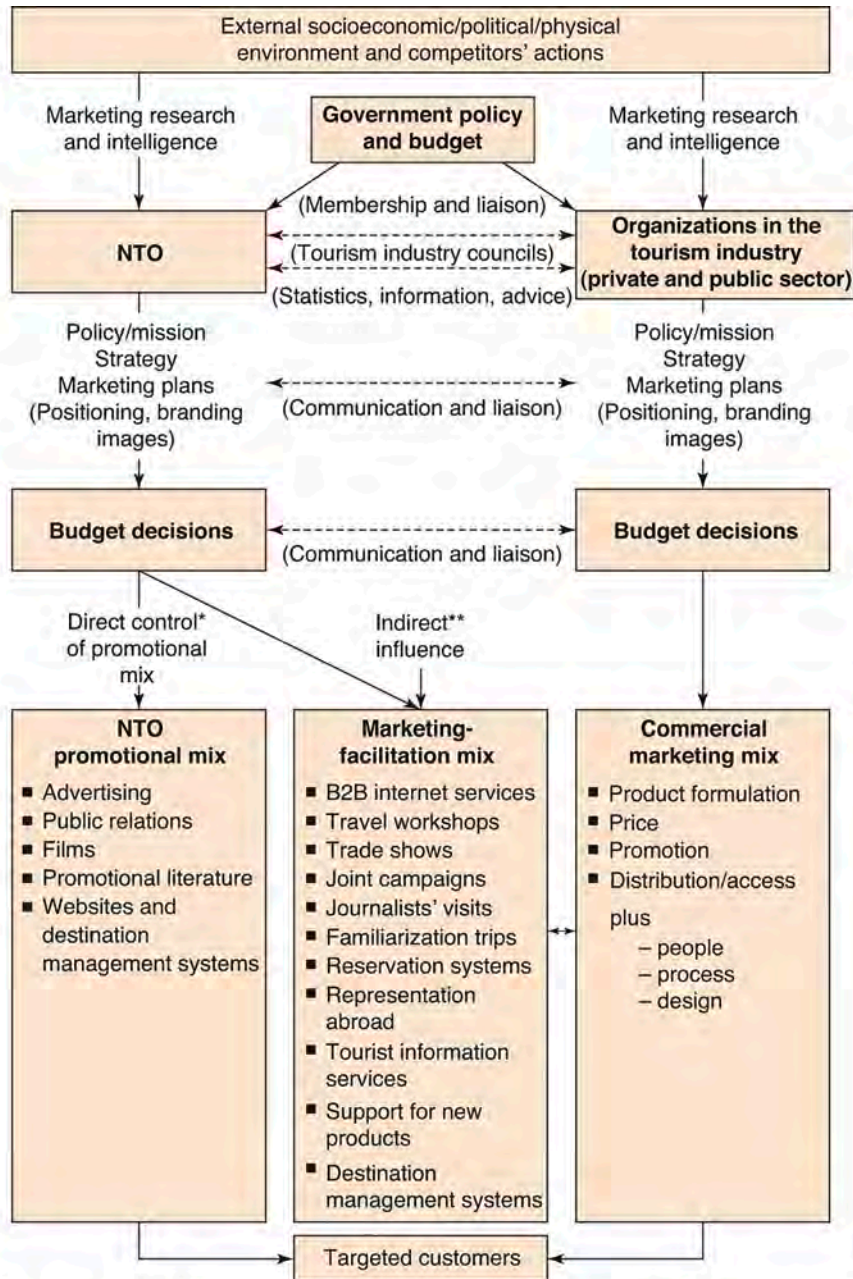 External socioeconomic/political/physical
environment and competitors' actions
Marketing research
and intelligence
Government policy
and budget
Marketing research
and intelligence
NTO
(Membership and liaison)
(Tourism industry councils)
(Statistics, information, advice)
Organizations in the
tourism industry
(private and public sector)
Policy/mission
Strategy
Marketing plans
(Positioning, branding
images)
(Communication and liaison)
Policy/mission
Strategy
Marketing plans
(Positioning, branding
images)
Budget decisions
(Communication and liaison)
Budget decisions
Direct control*
of promotional
mix
Indirect**
influence
NTO
promotional mix
■ Advertising
■ Public relations
■ Films
■ Promotional literature
■ Websites and
destination
management systems
Marketing-
facilitation mix
■ B2B internet services
■ Travel workshops
■ Trade shows
■ Joint campaigns
■ Journalists' visits
■ Familiarization trips
■ Reservation systems
■ Representation
abroad
■ Tourist information
services
■ Support for new
products
■ Destination
management systems
Commercial
marketing mix
■ Product formulation
■ Price
■ Promotion
■ Distribution/access
plus
– people
– process
– design
Targeted customers